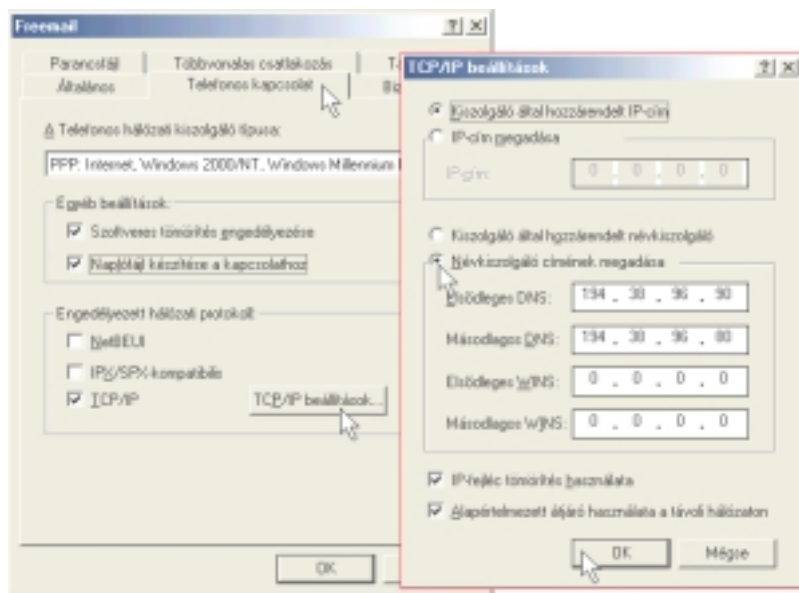 Freemail
Parancsfájl
Többvonalas csatlakozás
Általános
Telefonos kapcsolat
A Telefonos hálózati kiszolgáló típusa:
PPP: Internet, Windows 2000/NT, Windows Millennium
Egyéb beállítások:
Szoftveres tömörítés engedélyezése
Naplófájl készítése a kapcsolathoz
Engedélyezett hálózati protokoll:
NetBEUI
IPX/SPX-kompatibilis
TCP/IP
TCP/IP beállítások...
OK
TCP/IP beállítások
Kiszolgáló által hozzárendelt IP-cím
IP-cím megadása
IP-cím:
0 . 0 . 0 . 0
Kiszolgáló által hozzárendelt névkiszolgáló
Névkiszolgáló címének megadása
Elsődleges DNS:
194 . 38 . 96 . 90
Másodlagos DNS:
194 . 38 . 96 . 80
Elsődleges WINS:
0 . 0 . 0 . 0
Másodlagos WINS:
0 . 0 . 0 . 0
IP-fejléc tömörítés használata
Alapértelmezett átjáró használata a távoli hálózaton
OK
Mégse